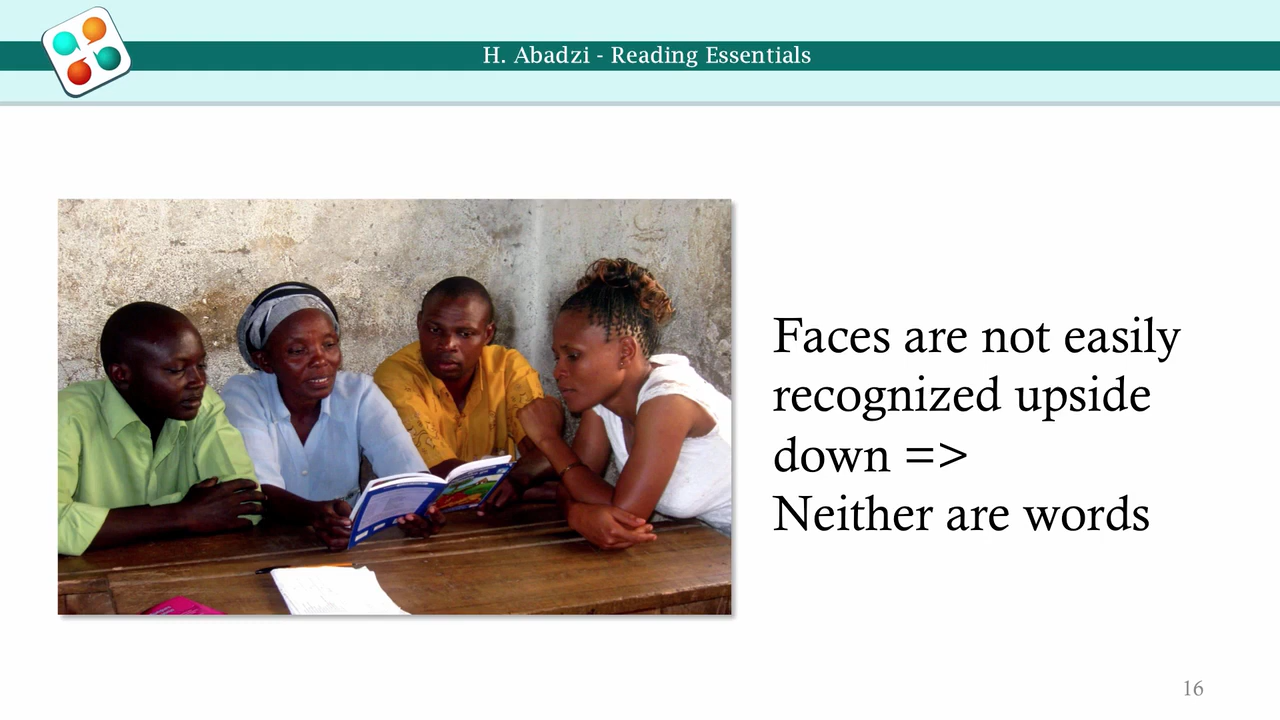 H. Abadzi - Reading Essentials
Faces are not easily
recognized upside
down =>
Neither are words
16